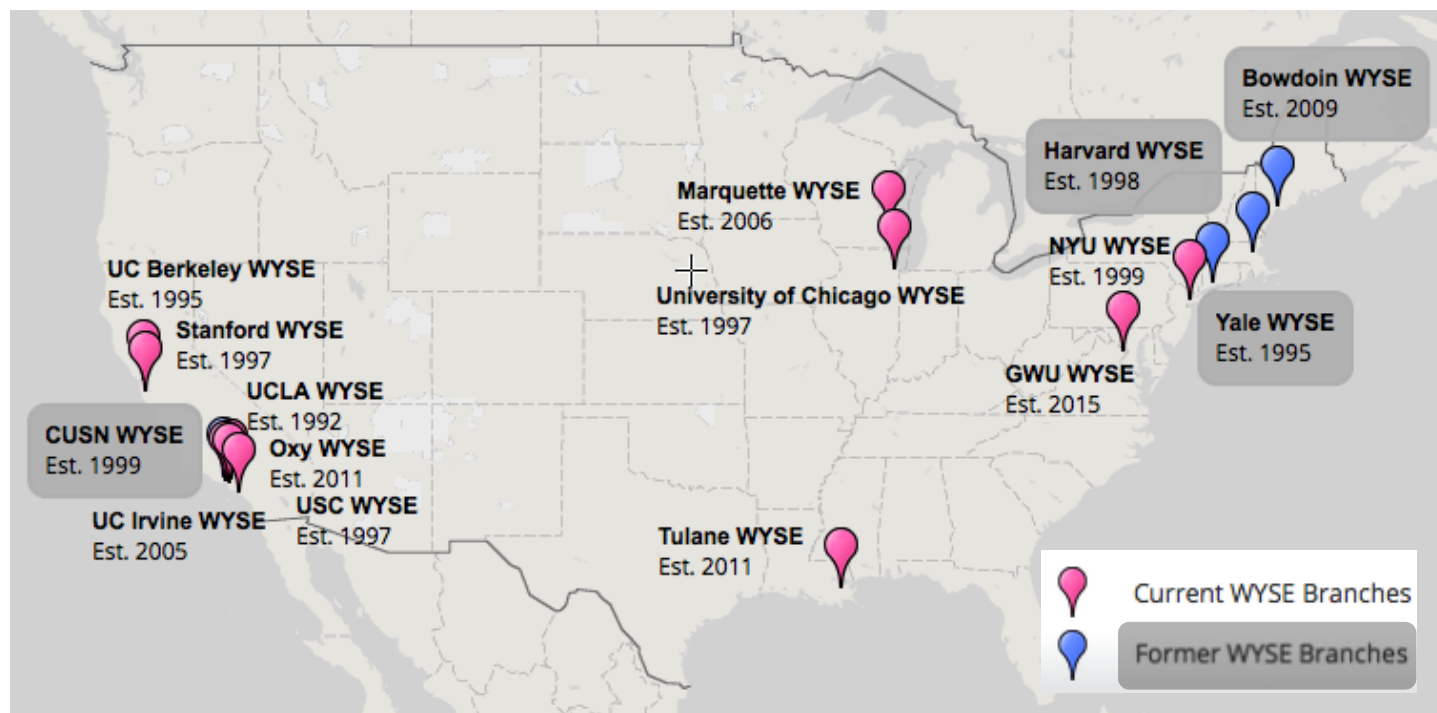 Bowdoin WYSE
Est. 2009
Harvard WYSE
Est. 1998
Marquette WYSE
Est. 2006
NYU WYSE
Est. 1999
UC Berkeley WYSE
Est. 1995
University of Chicago WYSE
Est. 1997
Stanford WYSE
Est. 1997
Yale WYSE
Est. 1995
GWU WYSE
Est. 2015
UCLA WYSE
Est. 1992
CUSN WYSE
Est. 1999
Oxy WYSE
Est. 2011
USC WYSE
Est. 1997
UC Irvine WYSE
Est. 2005
Tulane WYSE
Est. 2011
Current WYSE Branches
Former WYSE Branches